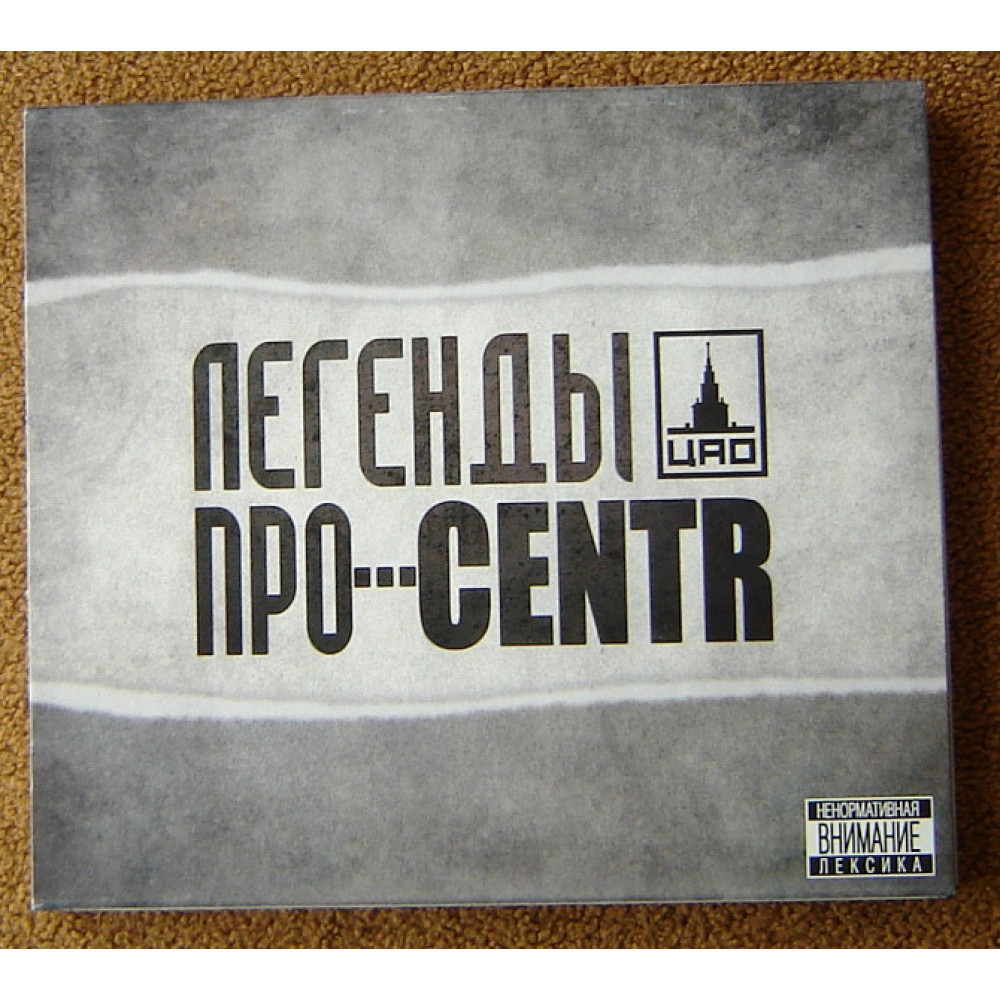 ЛЕГЕНДЫ
ЦАО
ПРО...CENTR
НЕНОРМАТИВНАЯ
ВНИМАНИЕ
ЛЕКСИКА